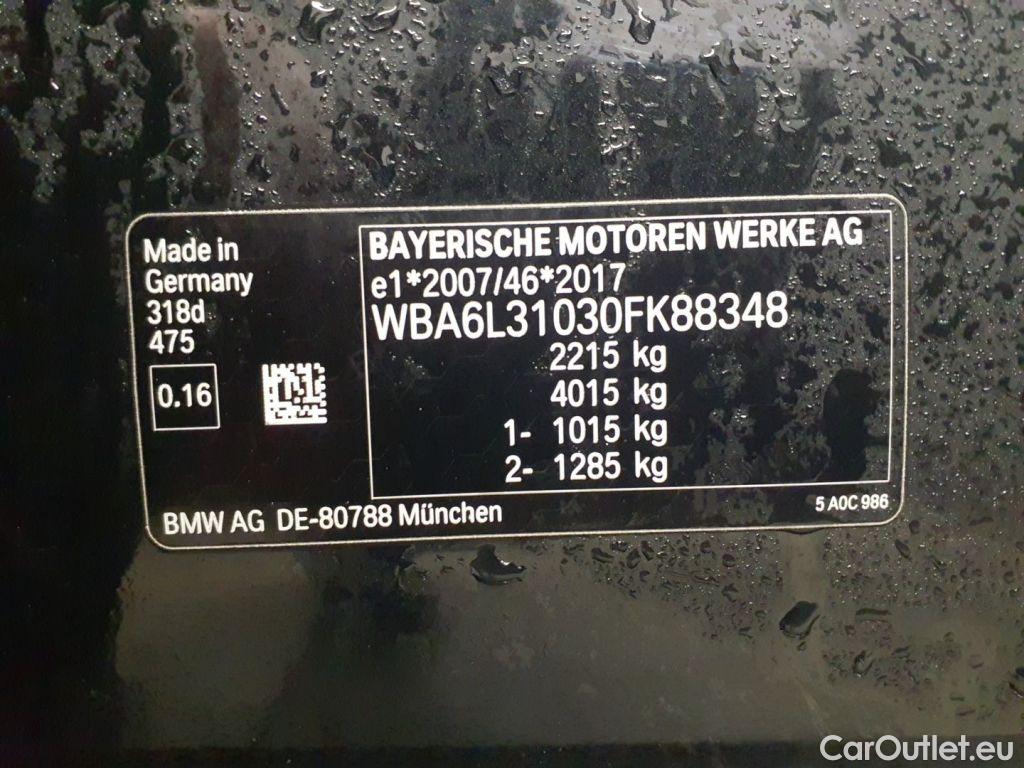 Made in
Germany
318d
475
0.16
BAYERISCHE MOTOREN WERKE AG
e1*2007/46*2017
WBA6L31030FK88348
2215 kg
4015 kg
1- 1015 kg
2- 1285 kg
BMW AG DE-80788 München
5 A0C 986
CarOutlet.eu